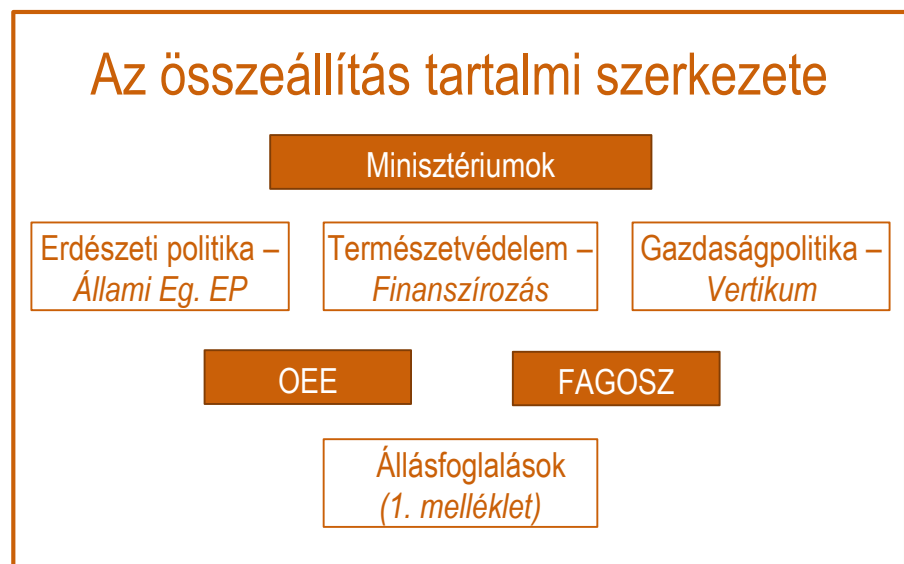 Az összeállítás tartalmi szerkezete
Minisztériumok
Erdészeti politika –
Állami Eg. EP
Természetvédelem –
Finanszírozás
Gazdaságpolitika –
Vertikum
OEE
FAGOSZ
Állásfoglalások
(1. melléklet)